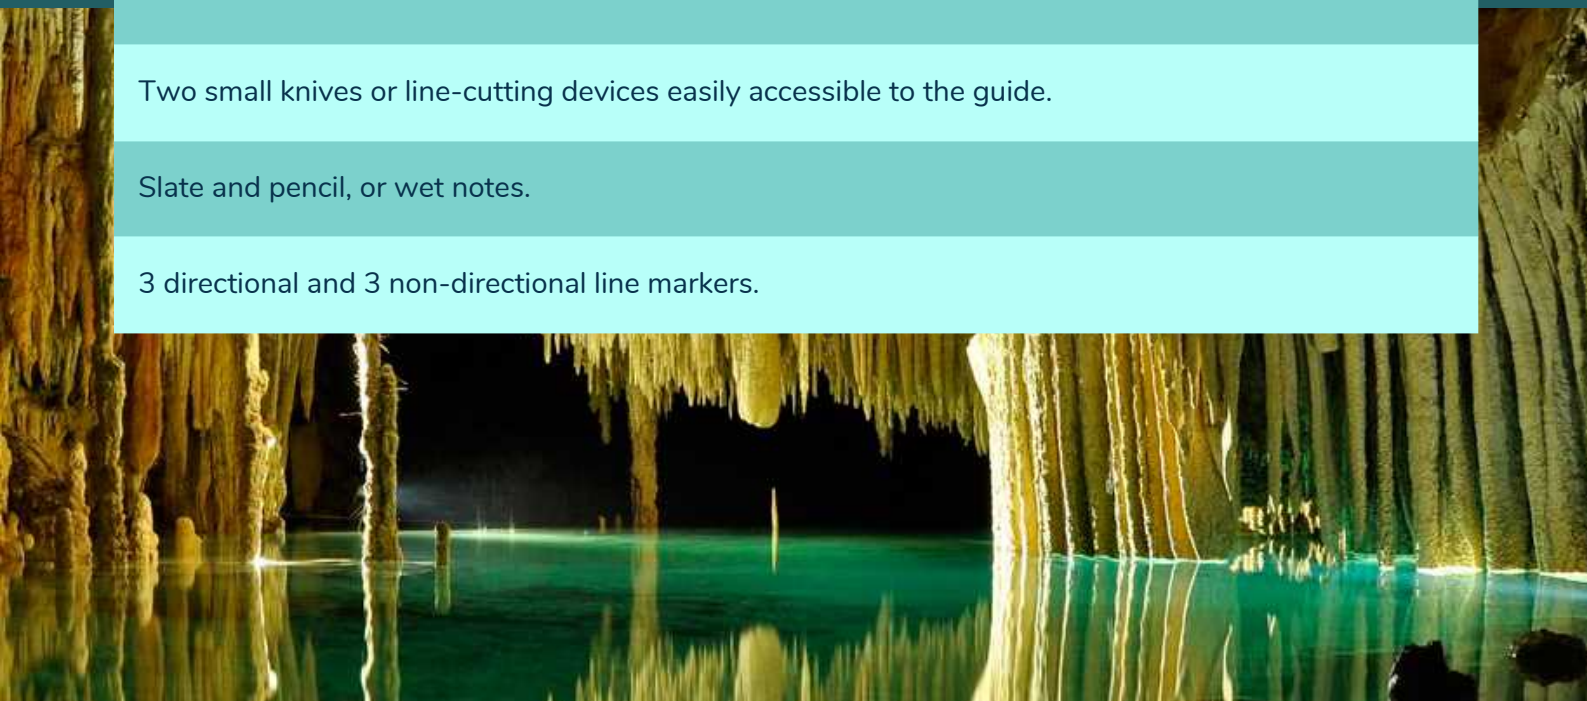 Two small knives or line-cutting devices easily accessible to the guide.
Slate and pencil, or wet notes.
3 directional and 3 non-directional line markers.